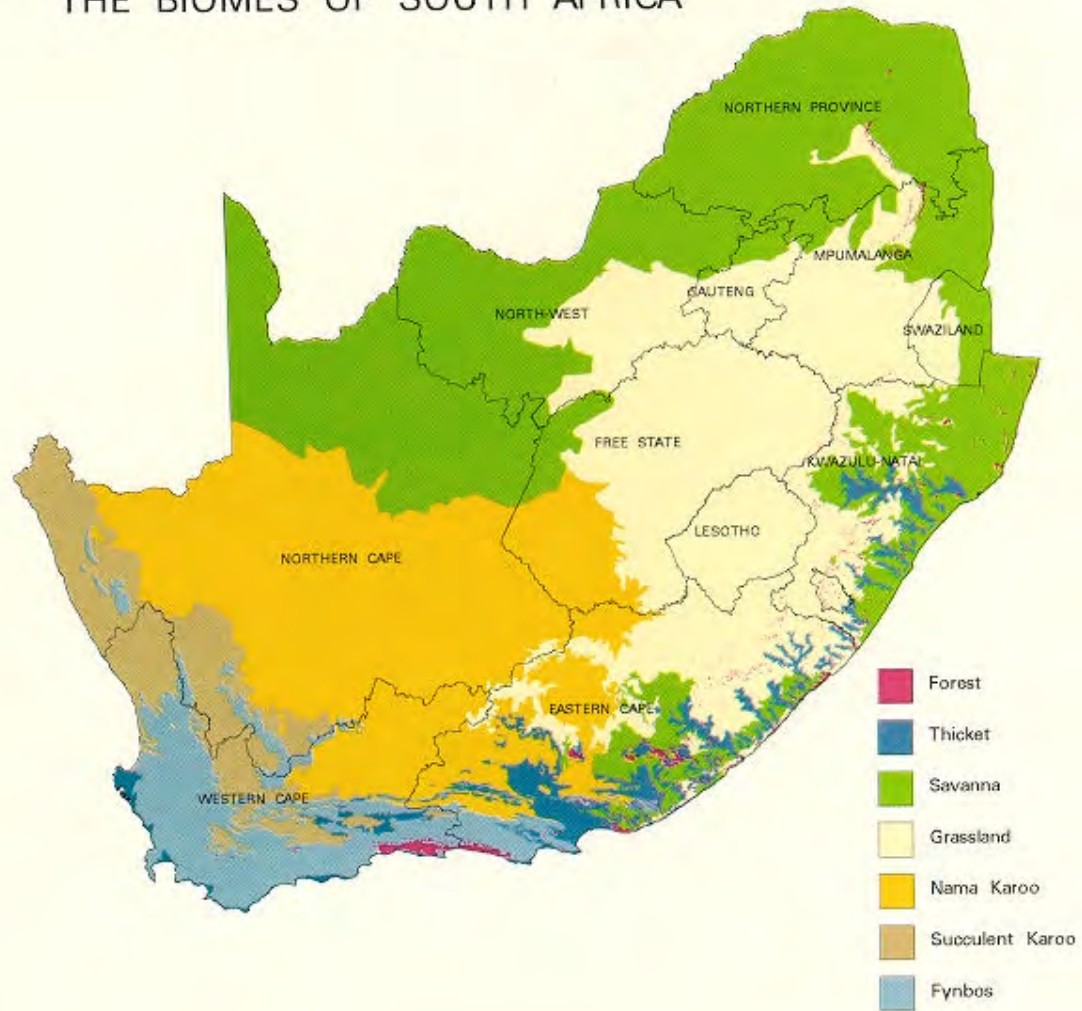 THE BIOMES OF SOUTH AFRICA
NORTHERN PROVINCE
MPUMALANGA
GAUTENG
NORTH-WEST
SWAZILAND
FREE STATE
KWAZULU-NATAL
LESOTHO
NORTHERN CAPE
EASTERN CAPE
WESTERN CAPE
Forest
Thicket
Savanna
Grassland
Nama Karoo
Succulent Karoo
Fynbos